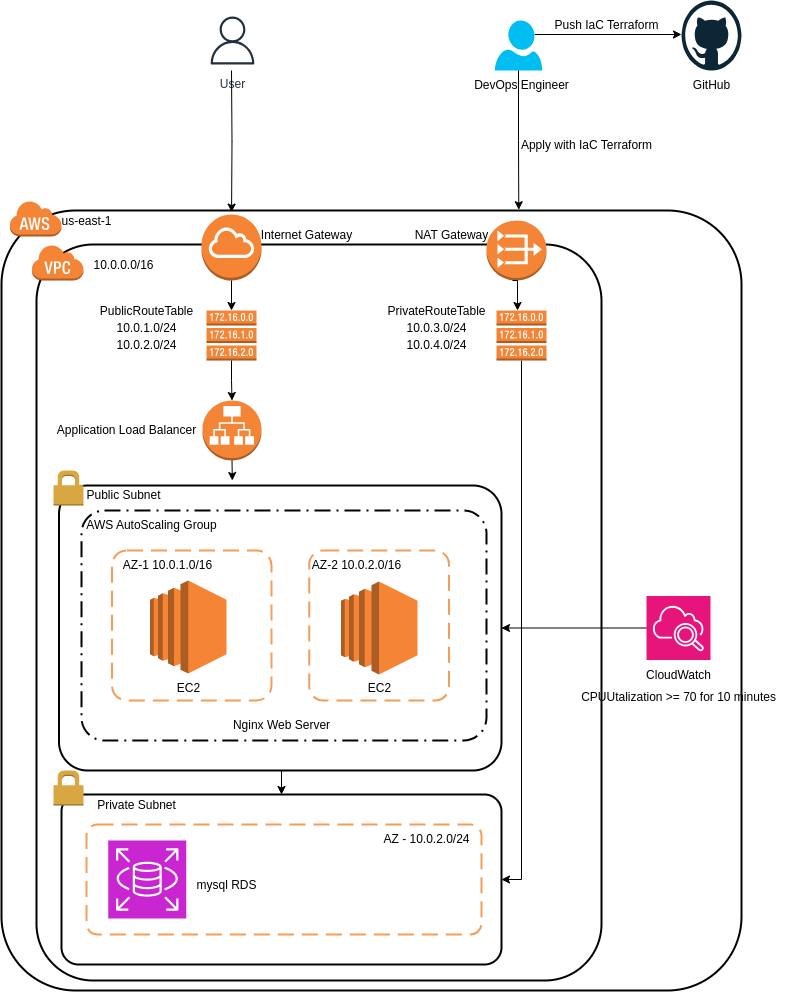 Push IaC Terraform
User
DevOps Engineer
GitHub
Apply with IaC Terraform
AWS
us-east-1
Internet Gateway
NAT Gateway
VPC
10.0.0.0/16
PublicRouteTable
10.0.1.0/24
10.0.2.0/24
172.16.0.0
172.16.1.0
172.16.2.0
PrivateRouteTable
10.0.3.0/24
10.0.4.0/24
172.16.0.0
172.16.1.0
172.16.2.0
Application Load Balancer
Public Subnet
AWS AutoScaling Group
AZ-1 10.0.1.0/16
AZ-2 10.0.2.0/16
EC2
EC2
Nginx Web Server
CloudWatch
CPUUtalization >= 70 for 10 minutes
Private Subnet
AZ - 10.0.2.0/24
mysql RDS